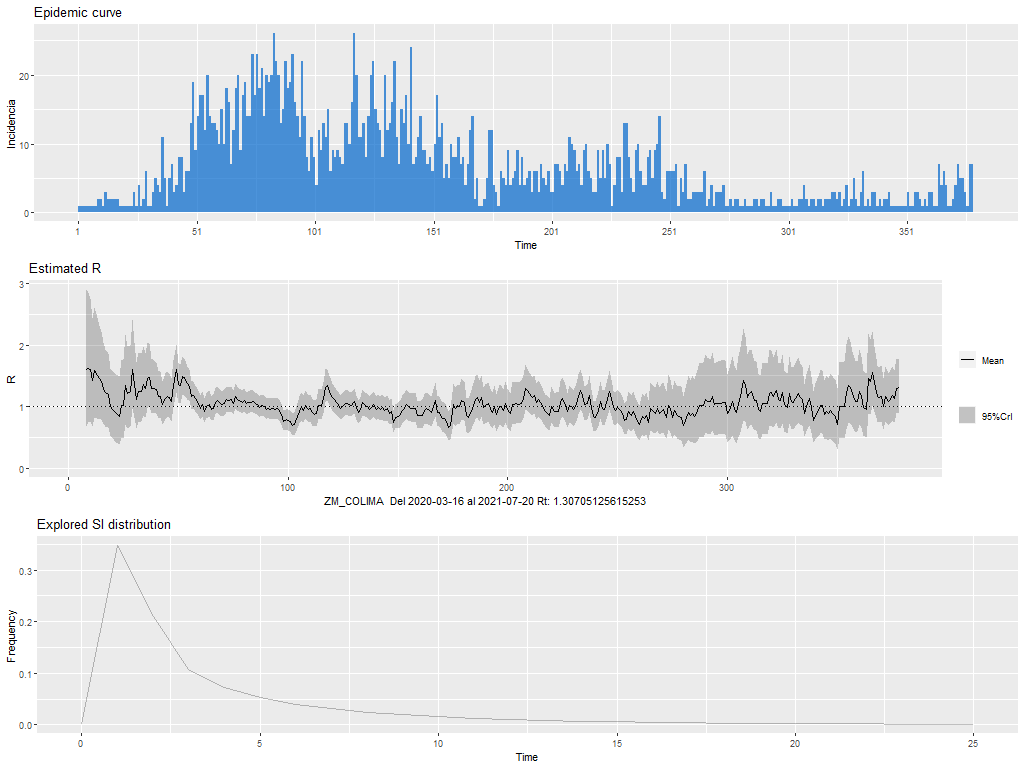 Epidemic curve
20
10
0
Incidencia
1 51 101 151 201 251 301 351
Time
Estimated R
3
2
1
0
R
0 100 200 300
ZM_COLIMA Del 2020-03-16 al 2021-07-20 Rt: 1.30705125615253
Mean
95%CrI
Explored SI distribution
0.3
0.2
0.1
0.0
Frequency
0 5 10 15 20 25
Time